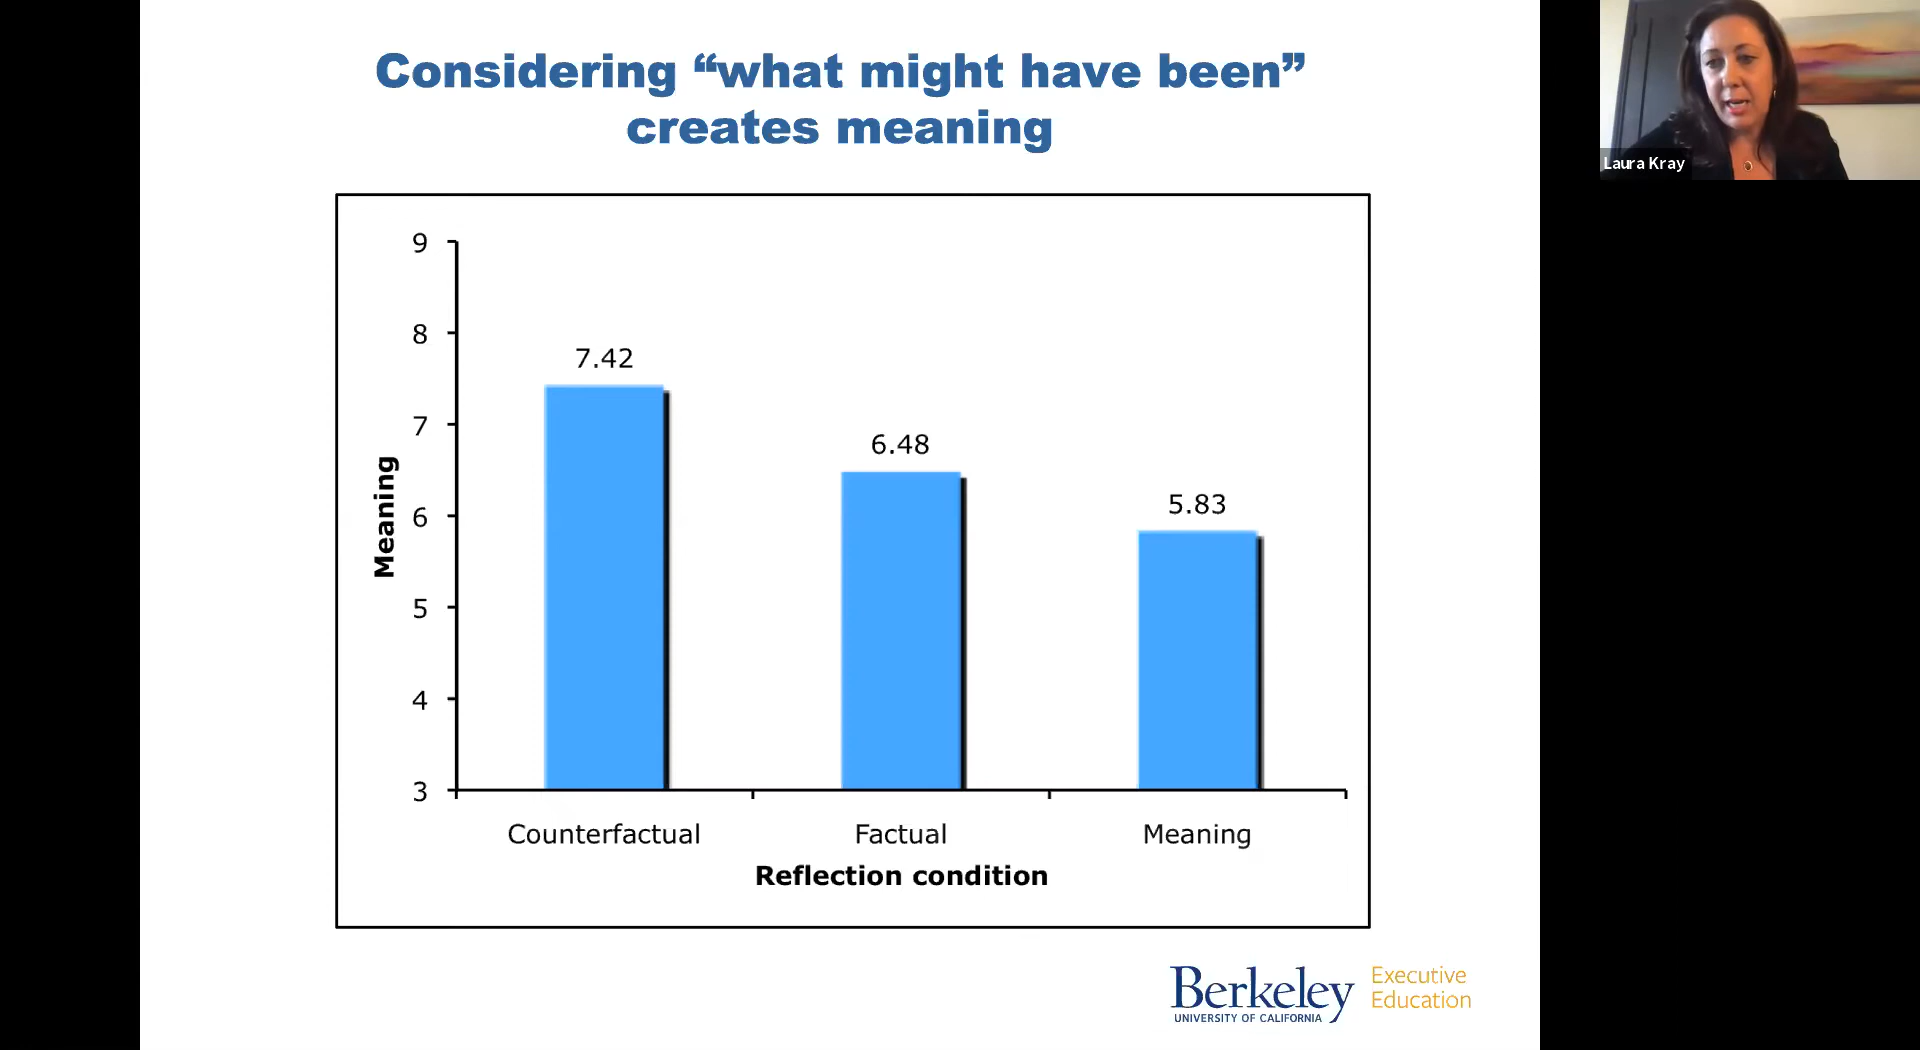 Considering “what might have been”
creates meaning
Laura Kray
9
8
7
6
5
4
3
Meaning
7.42
6.48
5.83
Counterfactual
Factual
Meaning
Reflection condition
Berkeley
UNIVERSITY OF CALIFORNIA
Executive
Education